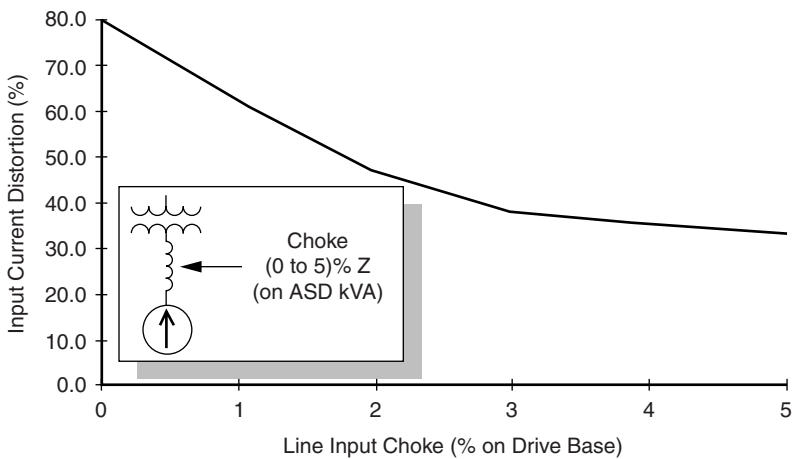 Input Current Distortion (%)
80.0
70.0
60.0
50.0
40.0
30.0
20.0
10.0
0.0
Choke
(0 to 5)% Z
(on ASD kVA)
0 1 2 3 4 5
Line Input Choke (% on Drive Base)